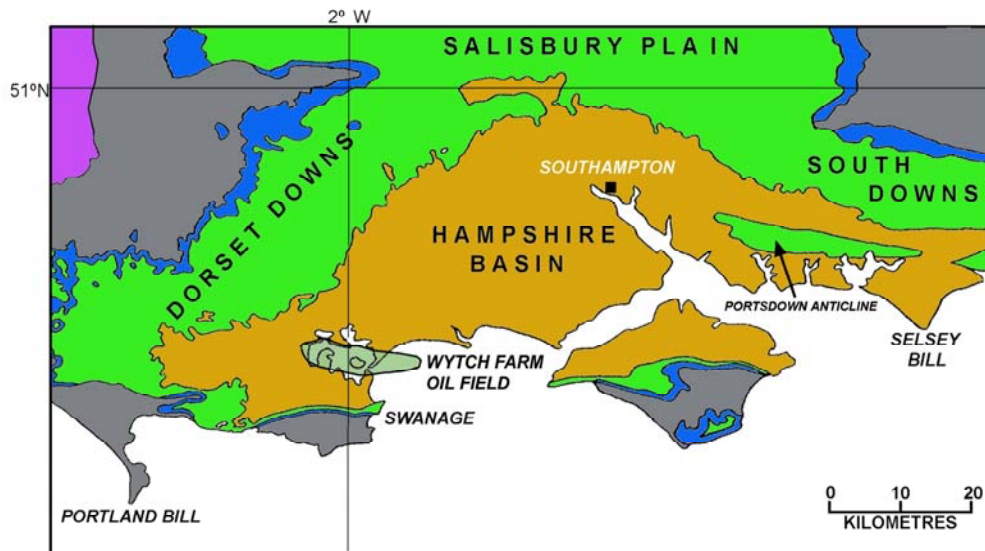 2º W
SALISBURY PLAIN
51ºN
SOUTHAMPTON
SOUTH
DOWNS
DORSET DOWNS
HAMPSHIRE
BASIN
PORTSDOWN ANTICLINE
SELSEY
BILL
WYTCH FARM
OIL FIELD
SWANAGE
PORTLAND BILL
0 10 20
KILOMETRES